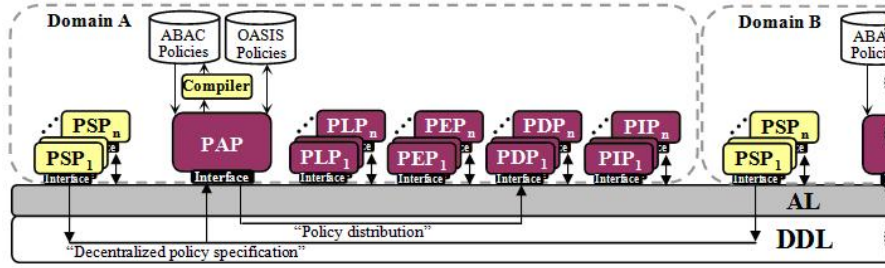 Domain A
Domain B
ABAC
Policies
OASIS
Policies
Compiler
PSPn
PSP1
Interface
PAP
Interface
PLPn
PLP1
Interface
PEPn
PEP1
Interface
PDPn
PDP1
Interface
PIPn
PIP1
Interface
PSPn
PSP1
Interface
AL
“Policy distribution”
DDL
“Decentralized policy specification”